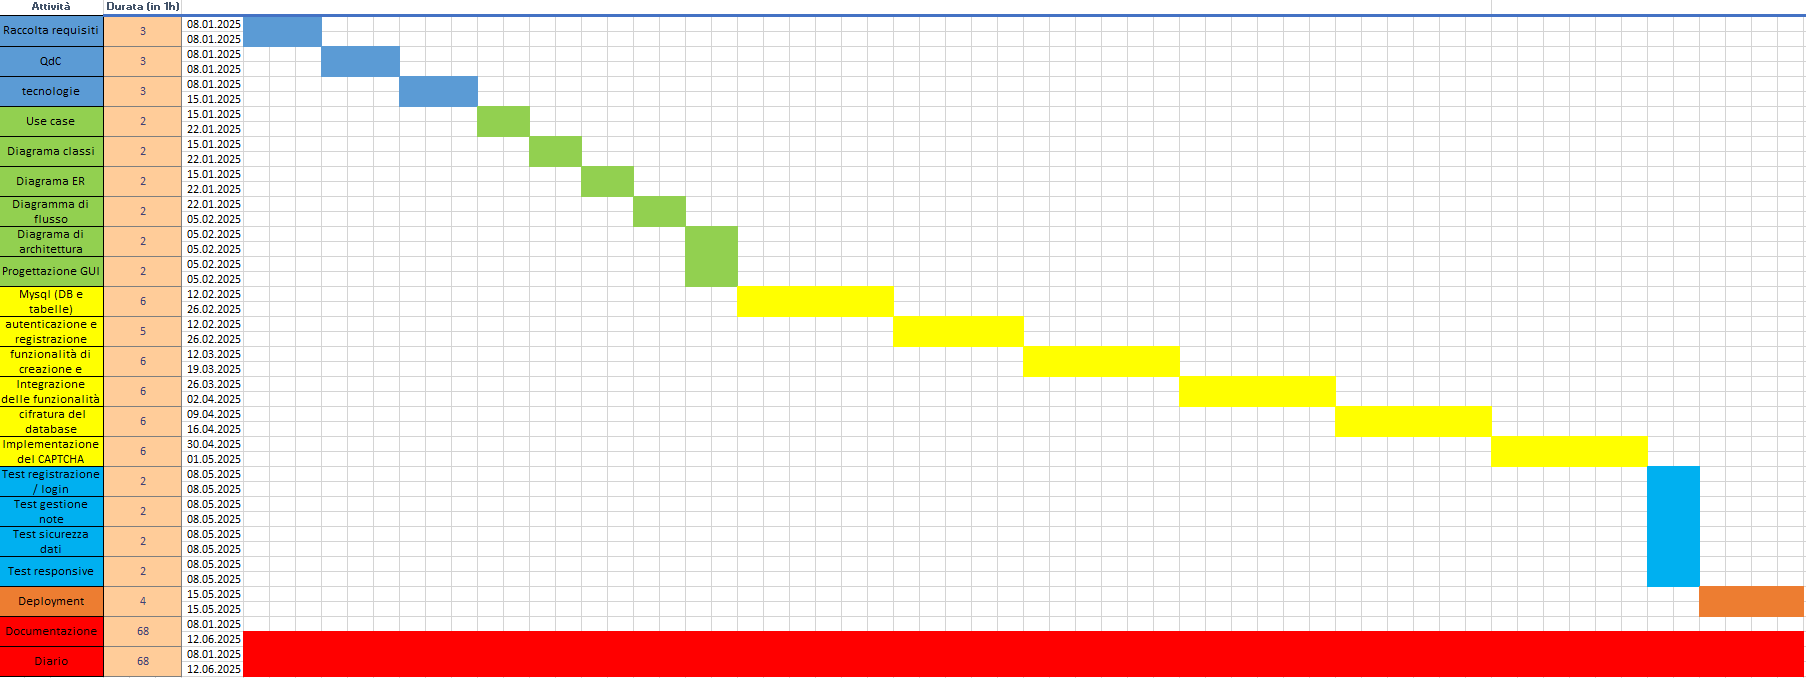 Attività Durata (in 1h)
Raccolta requisiti 3 08.01.2025
08.01.2025
QdC 3 08.01.2025
08.01.2025
tecnologie 3 08.01.2025
15.01.2025
Use case 2 15.01.2025
22.01.2025
Diagrama classi 2 15.01.2025
22.01.2025
Diagrama ER 2 15.01.2025
22.01.2025
Diagramma di
flusso 2 22.01.2025
05.02.2025
Diagrama di
architettura 2 05.02.2025
05.02.2025
Progettazione GUI 2 05.02.2025
05.02.2025
Mysql (DB e
tabelle) 6 12.02.2025
26.02.2025
autenticazione e
registrazione 5 12.02.2025
26.02.2025
funzionalità di
creazione e 6 12.03.2025
19.03.2025
Integrazione
delle funzionalità 6 26.03.2025
02.04.2025
cifratura del
database 6 09.04.2025
16.04.2025
Implementazione
del CAPTCHA 6 30.04.2025
01.05.2025
Test registrazione
/ login 2 08.05.2025
08.05.2025
Test gestione
note 2 08.05.2025
08.05.2025
Test sicurezza
dati 2 08.05.2025
08.05.2025
Test responsive 2 08.05.2025
08.05.2025
Deployment 4 15.05.2025
15.05.2025
Documentazione 68 08.01.2025
12.06.2025
Diario 68 08.01.2025
12.06.2025